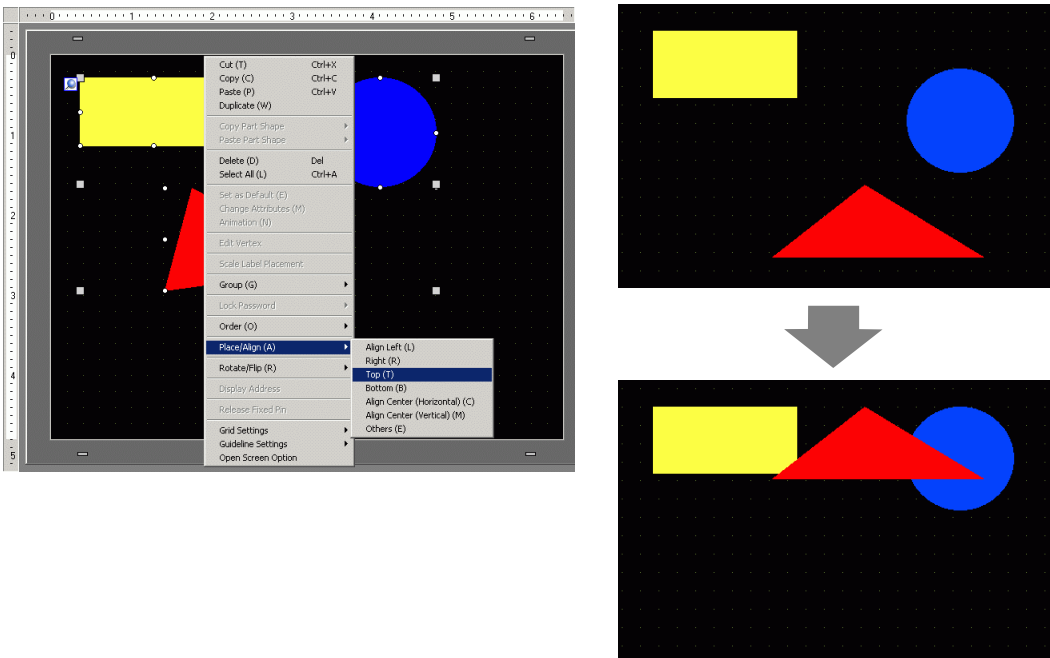 0 1 2 3 4 5 6
0
1
2
3
4
5
Cut (T) Ctrl+X
Copy (C) Ctrl+C
Paste (P) Ctrl+V
Duplicate (W)
Copy Part Shape
Paste Part Shape
Delete (D) Del
Select All (L) Ctrl+A
Set as Default (E)
Change Attributes (M)
Animation (N)
Edit Vertex
Scale Label Placement
Group (G)
Lock Password
Order (O)
Place/Align (A)
Rotate/Flip (R)
Display Address
Release Fixed Pin
Grid Settings
Guideline Settings
Open Screen Option
Align Left (L)
Right (R)
Top (T)
Bottom (B)
Align Center (Horizontal) (C)
Align Center (Vertical) (M)
Others (E)